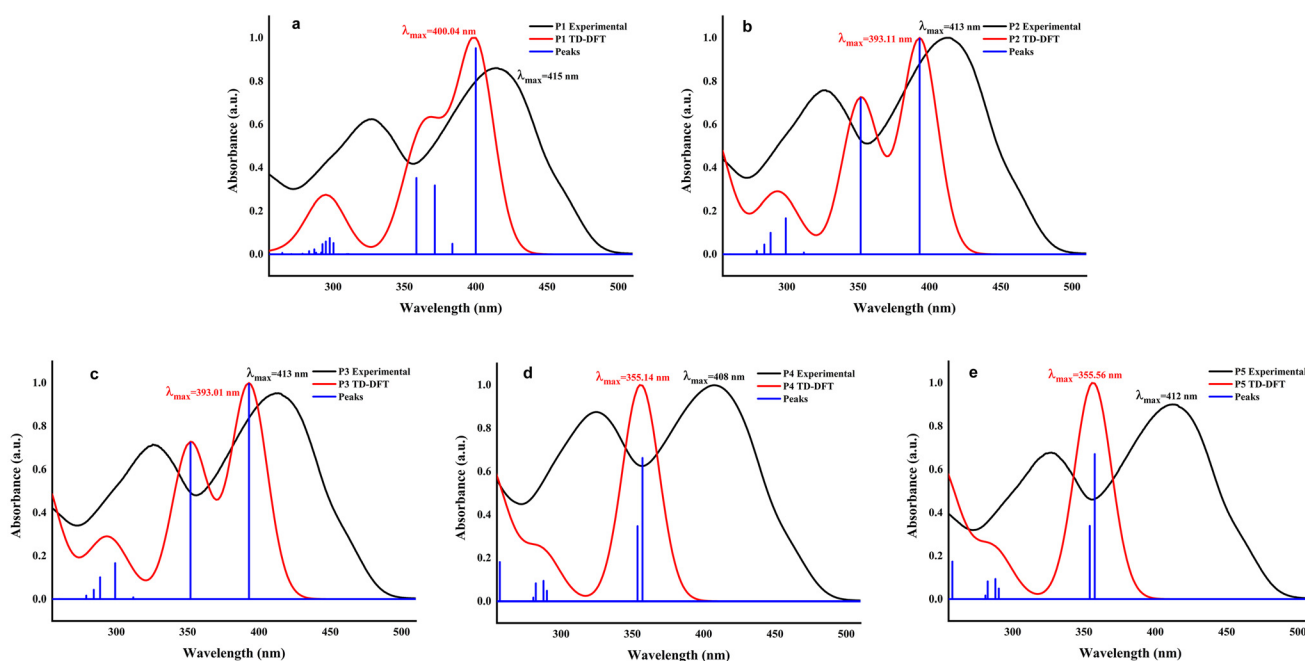 a
P1 Experimental
P1 TD-DFT
Peaks
λmax=400.04 nm
λmax=415 nm
1.0
0.8
0.6
0.4
0.2
0.0
Absorbance (a.u.)
300 350 400 450 500
Wavelength (nm)
b
P2 Experimental
P2 TD-DFT
Peaks
λmax=413 nm
λmax=393.11 nm
1.0
0.8
0.6
0.4
0.2
0.0
Absorbance (a.u.)
300 350 400 450 500
Wavelength (nm)
c
P3 Experimental
P3 TD-DFT
Peaks
λmax=413 nm
λmax=393.01 nm
1.0
0.8
0.6
0.4
0.2
0.0
Absorbance (a.u.)
300 350 400 450 500
Wavelength (nm)
d
P4 Experimental
P4 TD-DFT
Peaks
λmax=355.14 nm
λmax=408 nm
1.0
0.8
0.6
0.4
0.2
0.0
Absorbance (a.u.)
300 350 400 450 500
Wavelength (nm)
e
P5 Experimental
P5 TD-DFT
Peaks
λmax=355.56 nm
λmax=412 nm
1.0
0.8
0.6
0.4
0.2
0.0
Absorbance (a.u.)
300 350 400 450 500
Wavelength (nm)